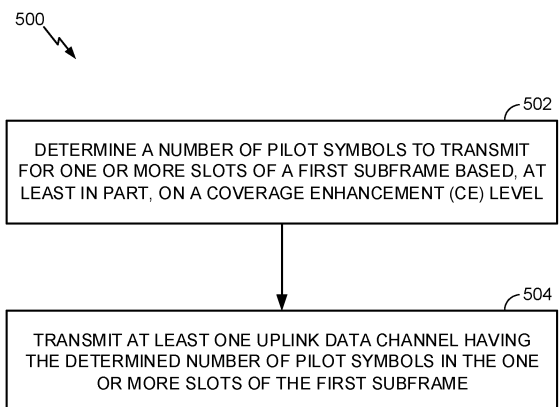 500
502
DETERMINE A NUMBER OF PILOT SYMBOLS TO TRANSMIT
FOR ONE OR MORE SLOTS OF A FIRST SUBFRAME BASED, AT
LEAST IN PART, ON A COVERAGE ENHANCEMENT (CE) LEVEL
504
TRANSMIT AT LEAST ONE UPLINK DATA CHANNEL HAVING
THE DETERMINED NUMBER OF PILOT SYMBOLS IN THE ONE
OR MORE SLOTS OF THE FIRST SUBFRAME